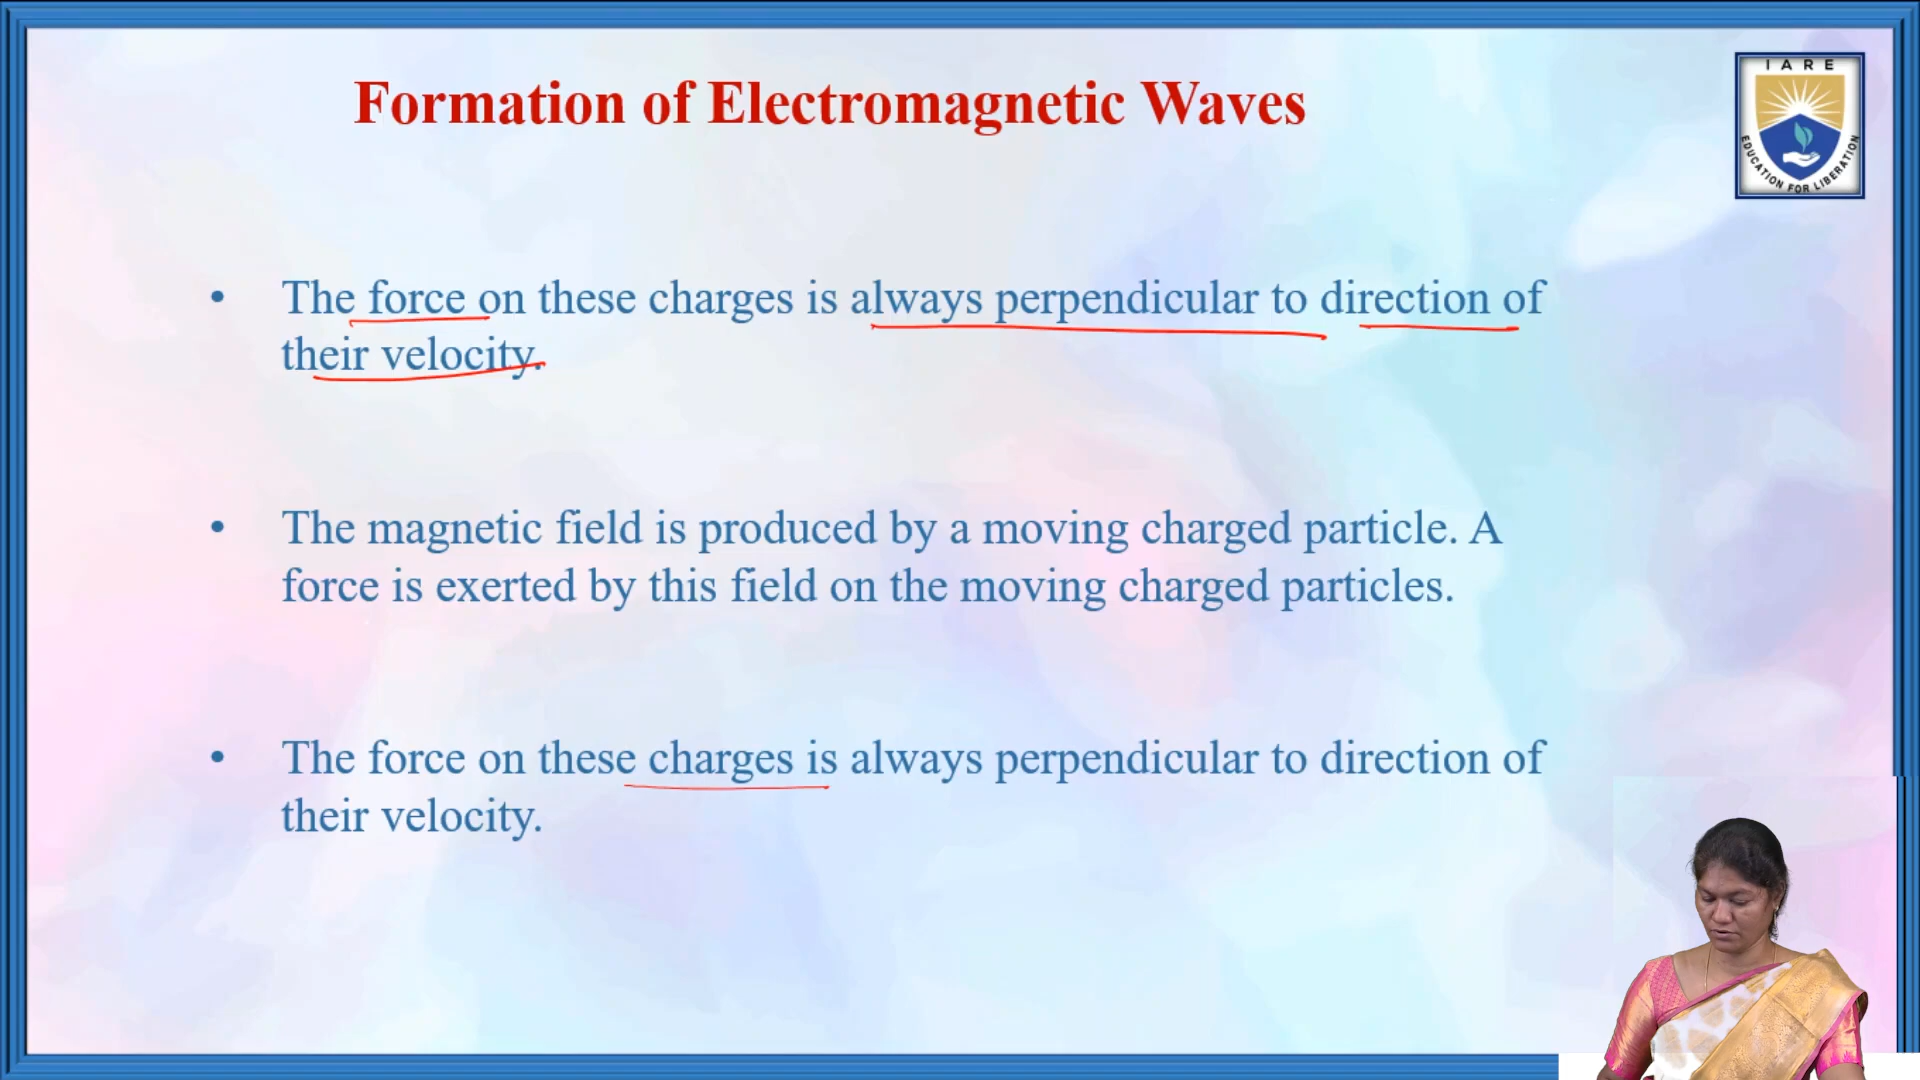 Formation of Electromagnetic Waves
IARE
EDUCATION FOR LIBERATION
• The force on these charges is always perpendicular to direction of
their velocity.
• The magnetic field is produced by a moving charged particle. A
force is exerted by this field on the moving charged particles.
• The force on these charges is always perpendicular to direction of
their velocity.